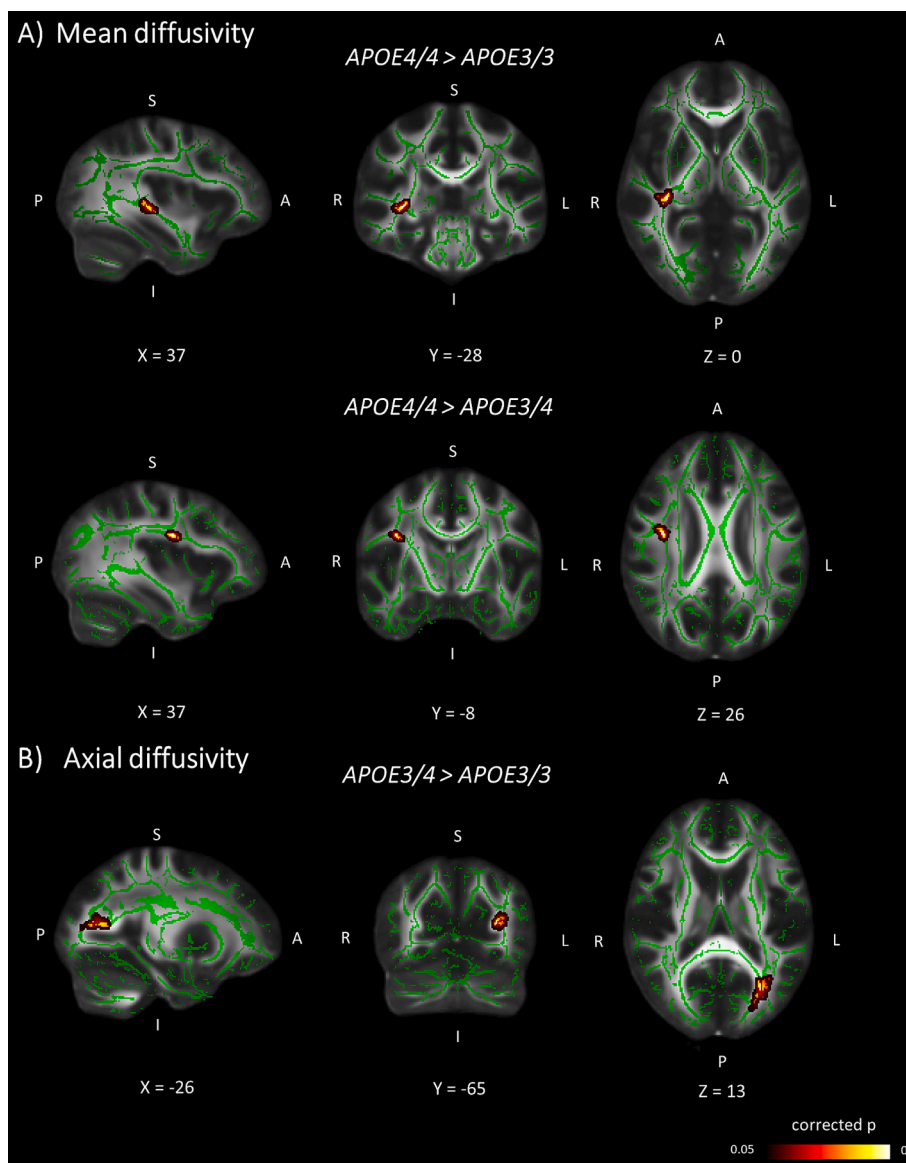 A) Mean diffusivity
APOE4/4 > APOE3/3
S
P
A
I
X = 37
S
R
L
I
Y = -28
A
R
L
P
Z = 0
APOE4/4 > APOE3/4
S
P
A
I
X = 37
S
R
L
I
Y = -8
A
R
L
P
Z = 26
B) Axial diffusivity
APOE3/4 > APOE3/3
S
P
A
I
X = -26
S
R
L
I
Y = -65
A
R
L
P
Z = 13
corrected p
0.05 0